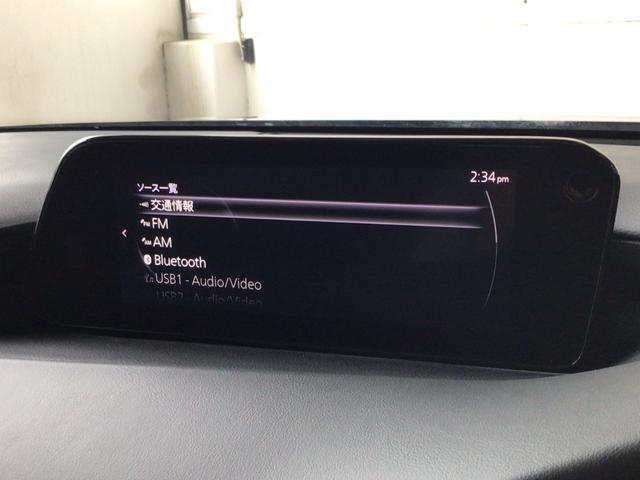 2:34pm
ソース一覧
交通情報
FM
AM
Bluetooth
USB1 - Audio/Video
USB2 - Audio/Video